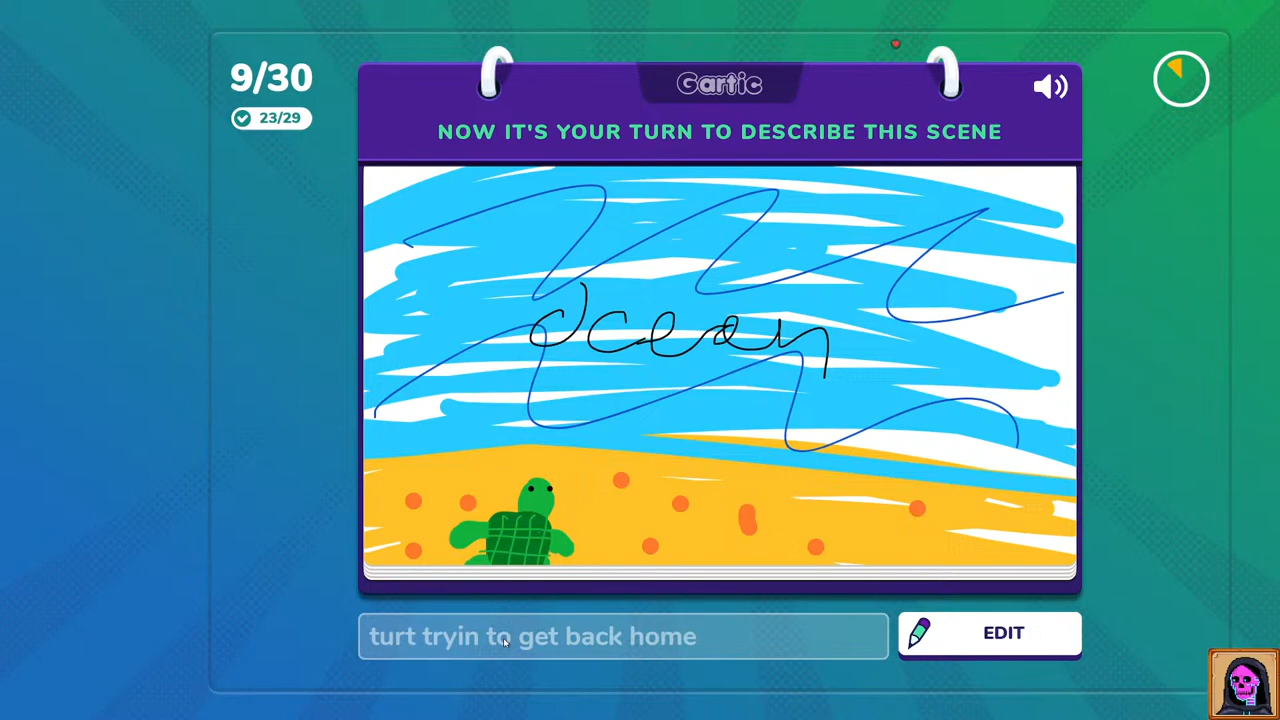 9/30
23/29
Gartic
NOW IT'S YOUR TURN TO DESCRIBE THIS SCENE
Ocean
turt tryin to get back home
EDIT